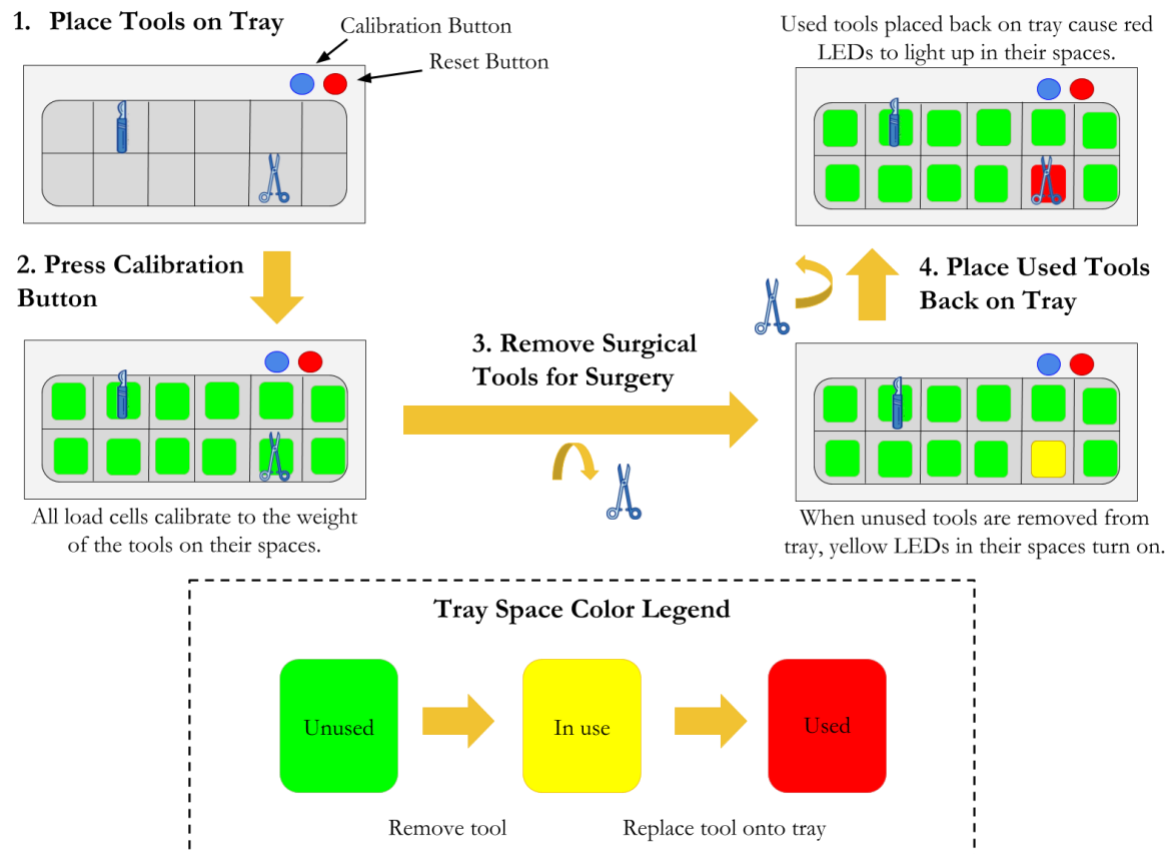 1. Place Tools on Tray
Calibration Button
Reset Button
2. Press Calibration
Button
All load cells calibrate to the weight
of the tools on their spaces.
3. Remove Surgical
Tools for Surgery
When unused tools are removed from
tray, yellow LEDs in their spaces turn on.
4. Place Used Tools
Back on Tray
Used tools placed back on tray cause red
LEDs to light up in their spaces.
Tray Space Color Legend
Unused
In use
Used
Remove tool
Replace tool onto tray